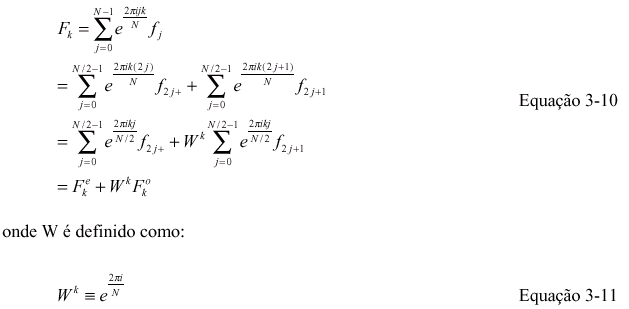 F_k = \sum_{j=0}^{N-1} e^{\frac{2\pi ijk}{N}} f_j
= \sum_{j=0}^{N/2-1} e^{\frac{2\pi ik(2j)}{N}} f_{2j+} + \sum_{j=0}^{N/2-1} e^{\frac{2\pi ik(2j+1)}{N}} f_{2j+1}
Equação 3-10
= \sum_{j=0}^{N/2-1} e^{\frac{2\pi ikj}{N/2}} f_{2j+} + W^k \sum_{j=0}^{N/2-1} e^{\frac{2\pi ikj}{N/2}} f_{2j+1}
= F_k^e + W^k F_k^o
onde W é definido como:
W^k ≡ e^{\frac{2\pi i}{N}} Equação 3-11